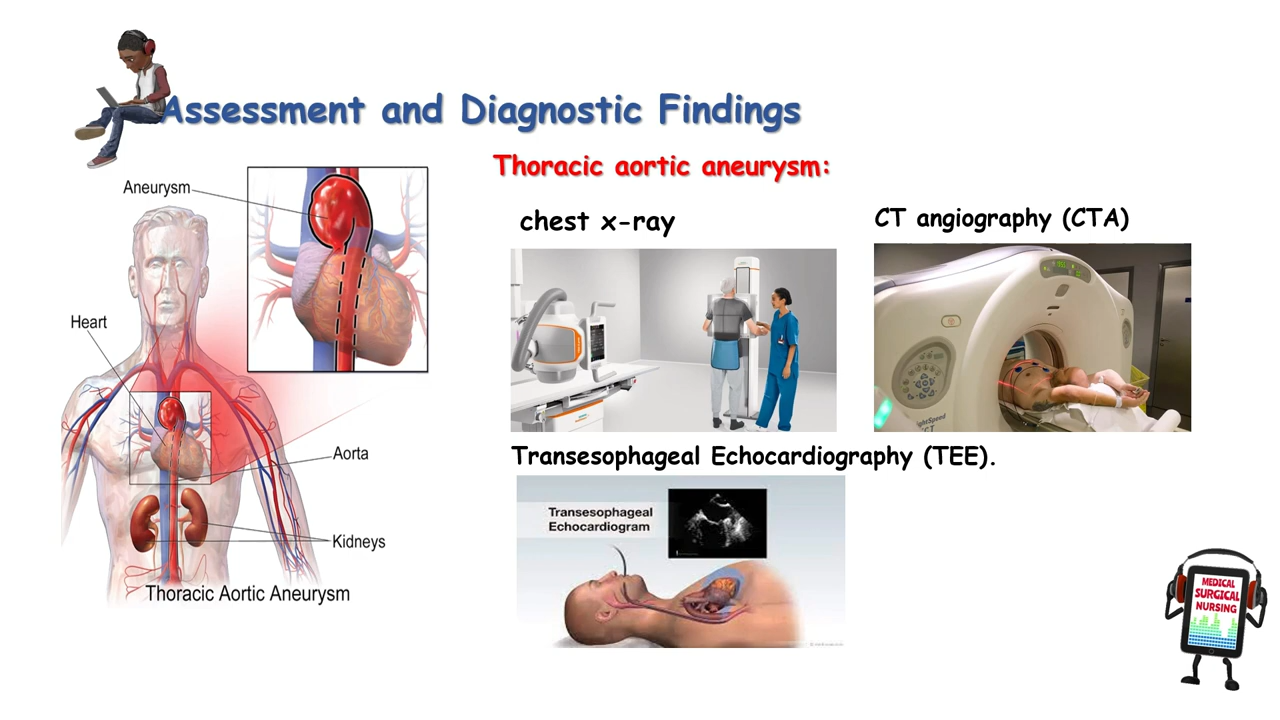 Assessment and Diagnostic Findings
Thoracic aortic aneurysm:
Aneurysm
Heart
Aorta
Kidneys
Thoracic Aortic Aneurysm
chest x-ray
CT angiography (CTA)
Transesophageal Echocardiography (TEE).
Transesophageal
Echocardiogram
MEDICAL
SURGICAL
NURSING